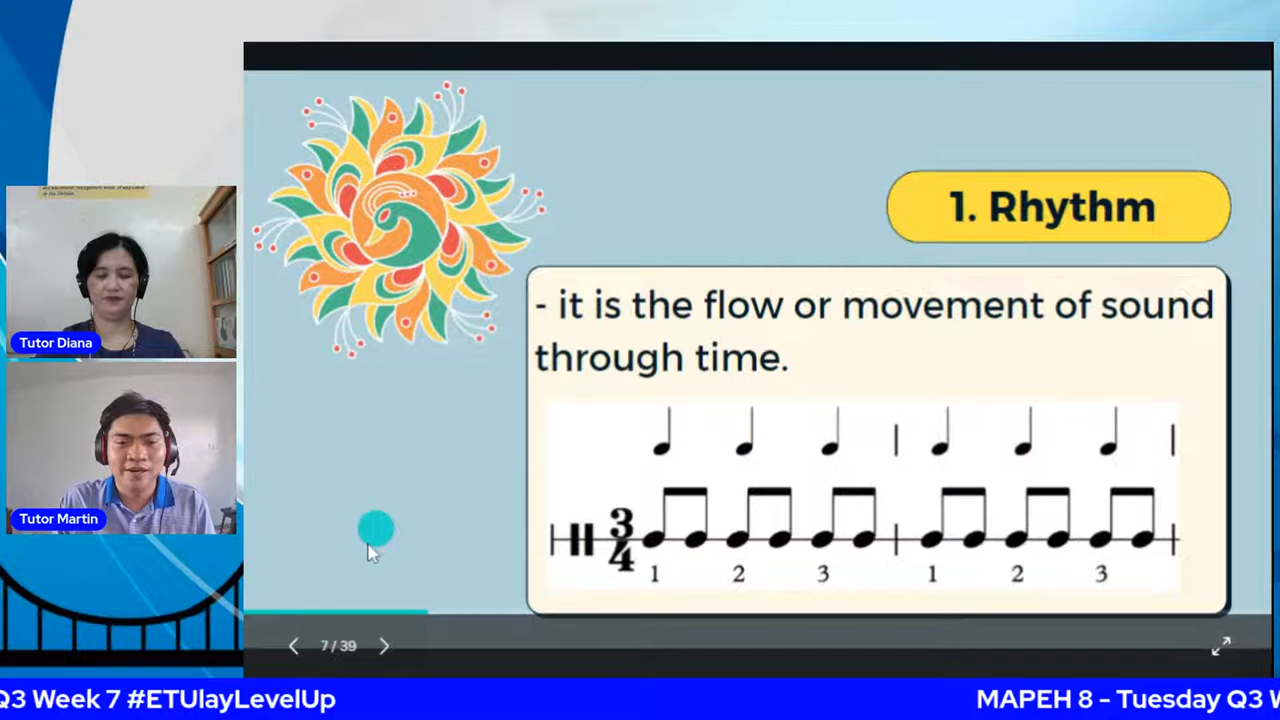 1. Rhythm
- it is the flow or movement of sound
through time.
3
4
1 2 3 1 2 3
Tutor Diana
Tutor Martin
7 / 39
Q3 Week 7 #ETUlayLevelUp
MAPEH 8 - Tuesday Q3 W